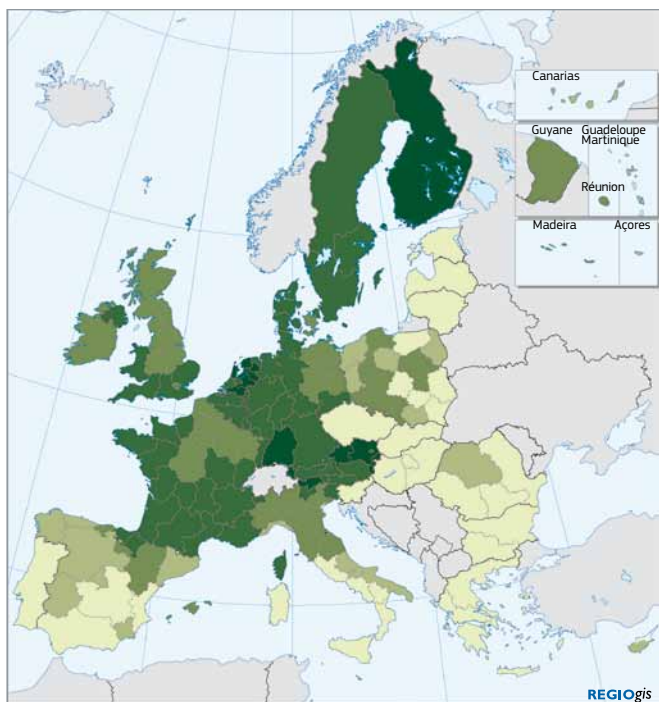 Canarias
Guyane
Guadeloupe
Martinique
Réunion
Madeira
Açores
REGIOgis